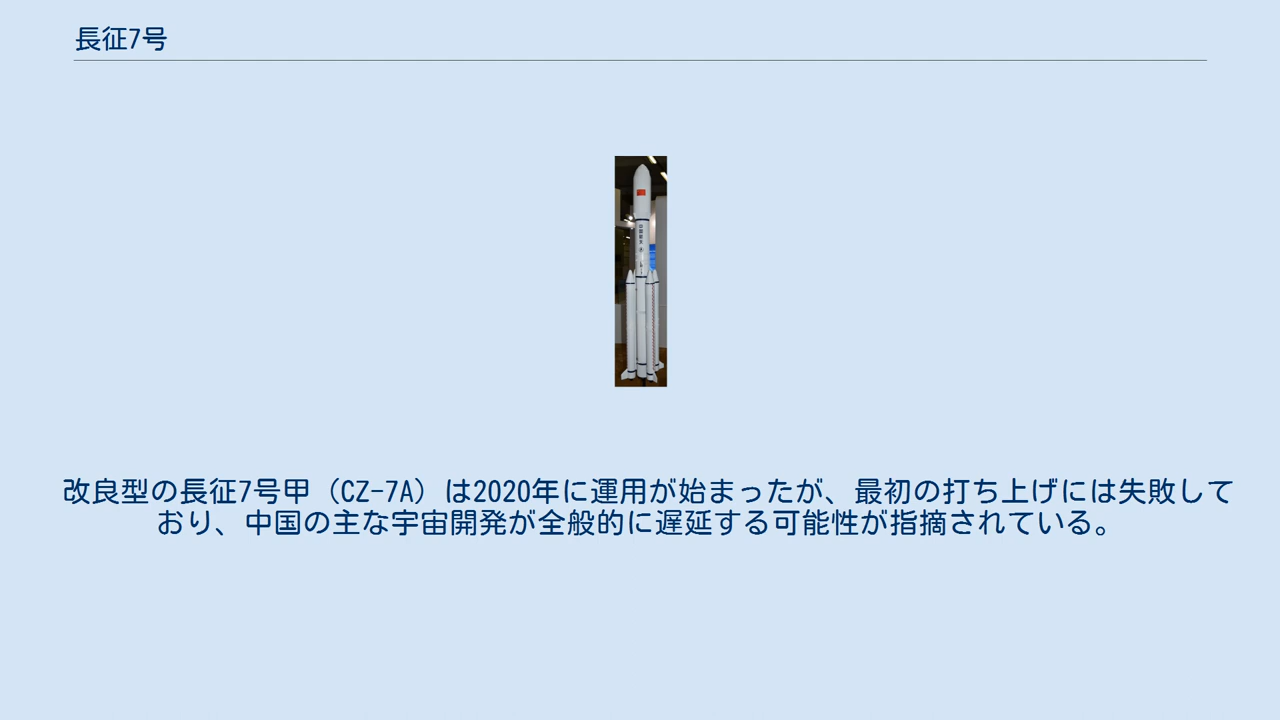 長征7号
改良型の長征7号甲（CZ-7A）は2020年に運用が始まったが、最初の打ち上げには失敗して
おり、中国の主な宇宙開発が全般的に遅延する可能性が指摘されている。